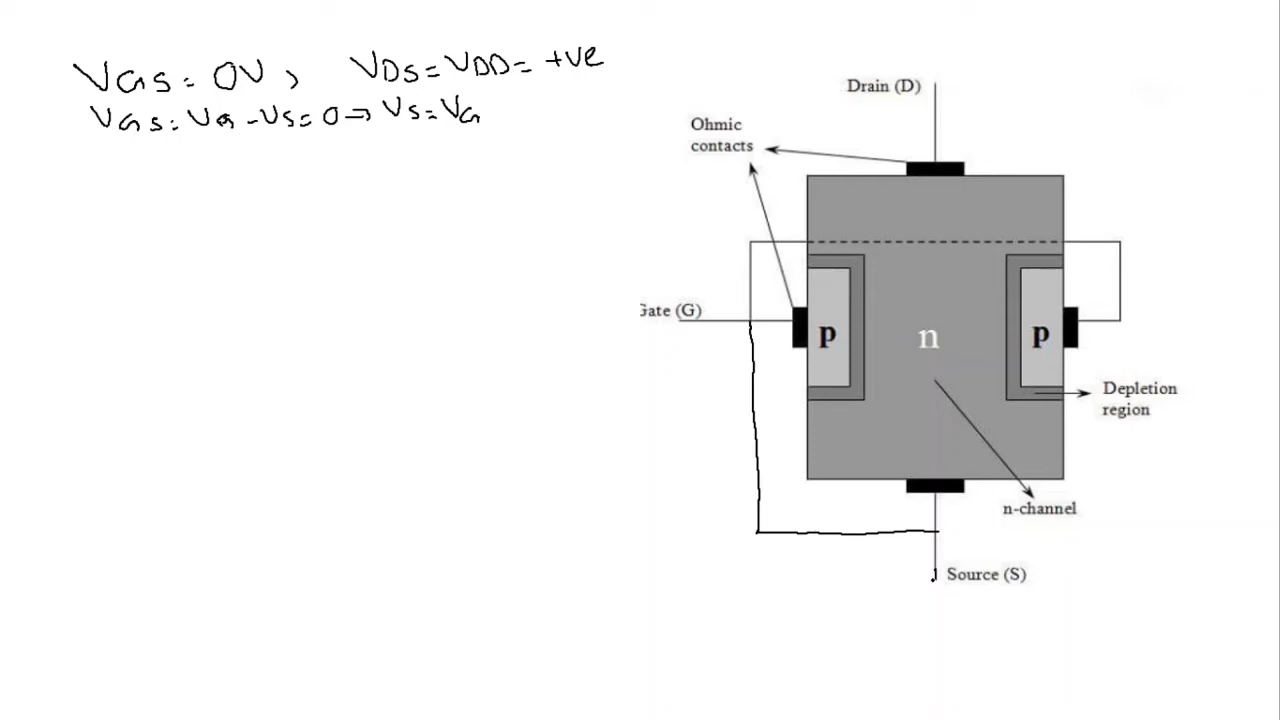 VGS = 0V, VDS = VDD = +ve
VGS = VG - VS = 0 → VS = VG
Drain (D)
Ohmic
contacts
Gate (G)
p
n
p
Depletion
region
n-channel
Source (S)